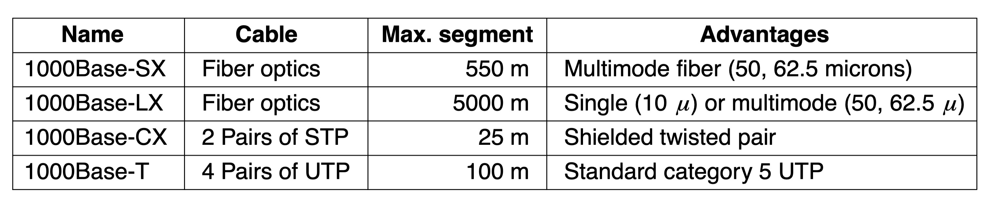 Name Cable Max. segment Advantages
1000Base-SX Fiber optics 550 m Multimode fiber (50, 62.5 microns)
1000Base-LX Fiber optics 5000 m Single (10 μ) or multimode (50, 62.5 μ)
1000Base-CX 2 Pairs of STP 25 m Shielded twisted pair
1000Base-T 4 Pairs of UTP 100 m Standard category 5 UTP